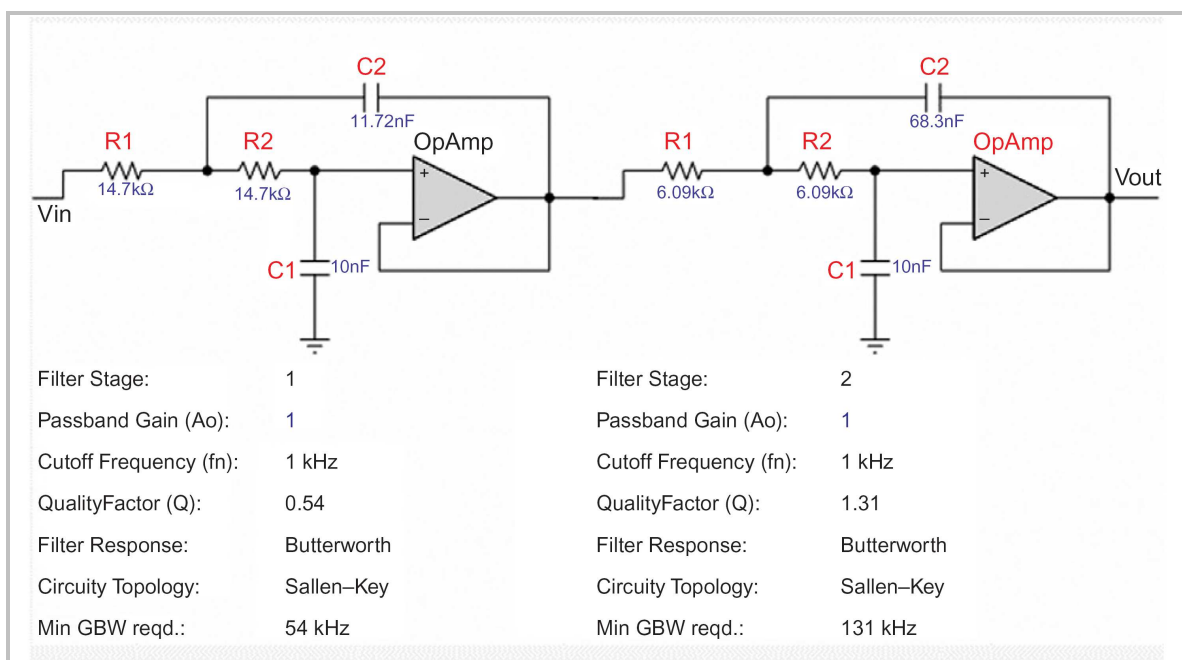 C2 C2
11.72nF 68.3nF
R1 R2 OpAmp R1 R2 OpAmp
+ +
14.7kΩ 14.7kΩ 6.09kΩ 6.09kΩ Vout
Vin
– –
C1 10nF C1 10nF
Filter Stage: 1 Filter Stage: 2
Passband Gain (Ao): 1 Passband Gain (Ao): 1
Cutoff Frequency (fn): 1 kHz Cutoff Frequency (fn): 1 kHz
QualityFactor (Q): 0.54 QualityFactor (Q): 1.31
Filter Response: Butterworth Filter Response: Butterworth
Circuity Topology: Sallen–Key Circuity Topology: Sallen–Key
Min GBW reqd.: 54 kHz Min GBW reqd.: 131 kHz